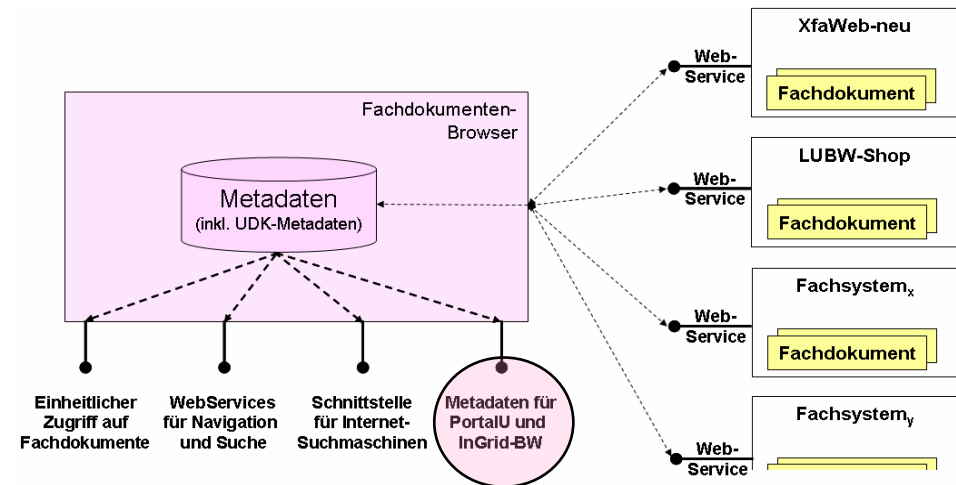 Fachdokumenten-
Browser
Metadaten
(inkl. UDK-Metadaten)
Einheitlicher
Zugriff auf
Fachdokumente
WebServices
für Navigation
und Suche
Schnittstelle
für Internet-
Suchmaschinen
Metadaten für
PortalU und
InGrid-BW
Web-
Service
XfaWeb-neu
Fachdokument
Web-
Service
LUBW-Shop
Fachdokument
Web-
Service
Fachsystemx
Fachdokument
Web-
Service
Fachsystemy